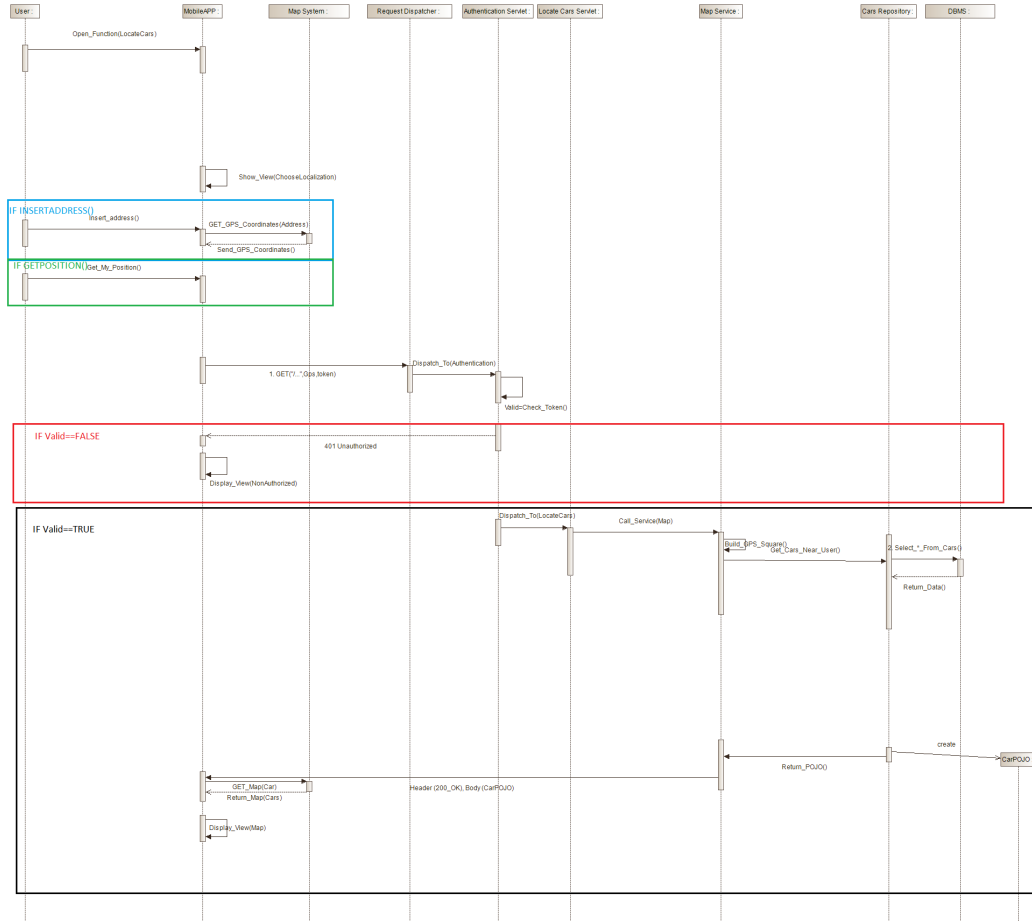 User :
MobileAPP :
Map System :
Request Dispatcher :
Authentication Servlet :
Locate Cars Servlet :
Map Service :
Cars Repository :
DBMS :
Open_Function(LocateCars)
Show_View(ChooseLocalization)
IF INSERTADDRESS()
Insert_address()
GET_GPS_Coordinates(Address)
Send_GPS_Coordinates()
IF GETPOSITION()
Get_My_Position()
Dispatch_To(Authentication)
1. GET("/...",Gps,token)
Valid=Check_Token()
IF Valid==FALSE
401 Unauthorized
Display_View(NonAuthorized)
IF Valid==TRUE
Dispatch_To(LocateCars)
Call_Service(Map)
Build_GPS_Square()
Get_Cars_Near_User()
2. Select_*_From_Cars()
Return_Data()
create
CarPOJO
Return_POJO()
GET_Map(Car)
Header (200_OK), Body (CarPOJO)
Return_Map(Cars)
Display_View(Map)